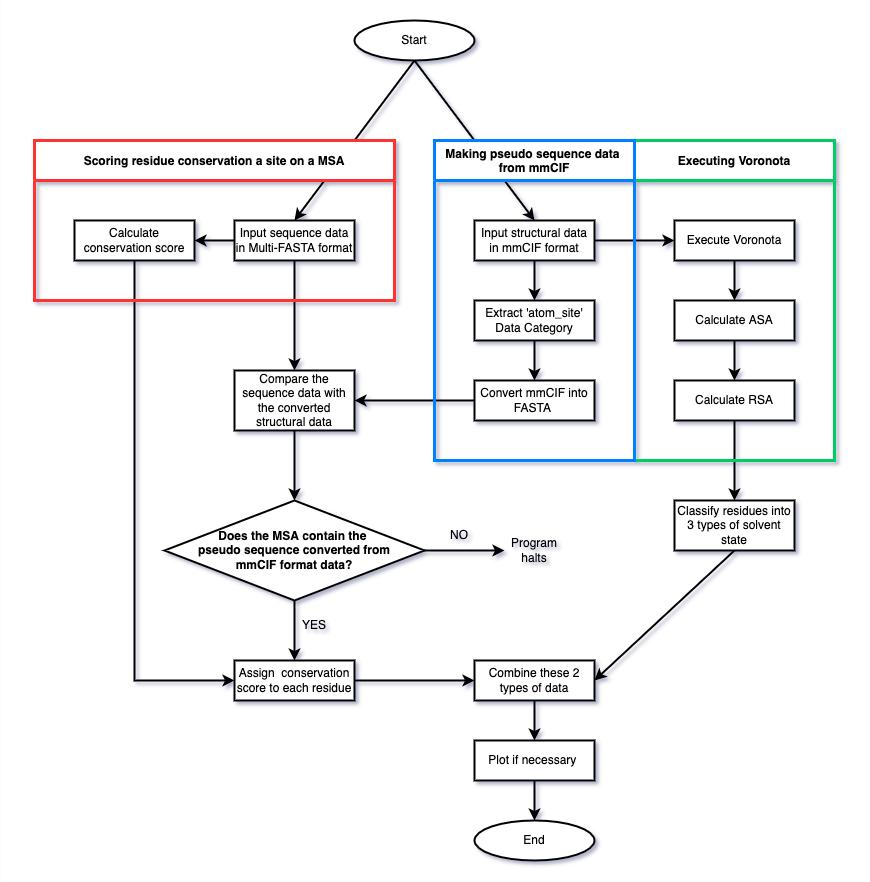 Start
Scoring residue conservation a site on a MSA
Making pseudo sequence data
from mmCIF
Executing Voronota
Calculate
conservation score
Input sequence data
in Multi-FASTA format
Input structural data
in mmCIF format
Execute Voronota
Extract 'atom_site'
Data Category
Calculate ASA
Compare the
sequence data with
the converted
structural data
Convert mmCIF into
FASTA
Calculate RSA
Does the MSA contain the
pseudo sequence converted from
mmCIF format data?
NO
Program
halts
Classify residues into
3 types of solvent
state
YES
Assign conservation
score to each residue
Combine these 2
types of data
Plot if necessary
End